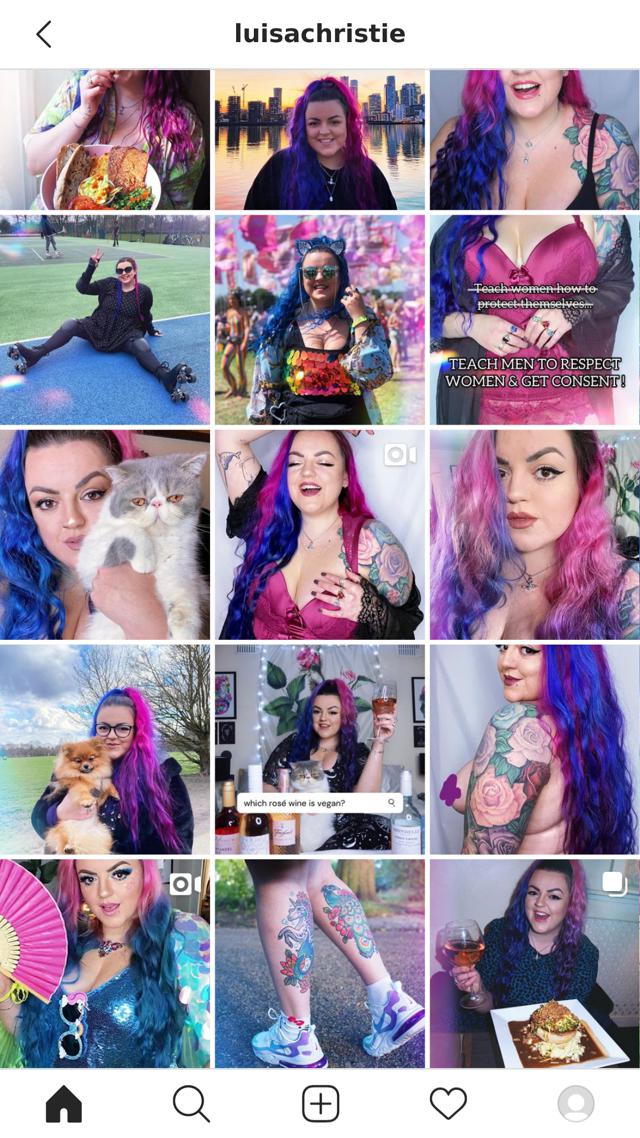 luisachristie
Teach women how to
protect themselves...
TEACH MEN TO RESPECT
WOMEN & GET CONSENT!
which rosé wine is vegan?